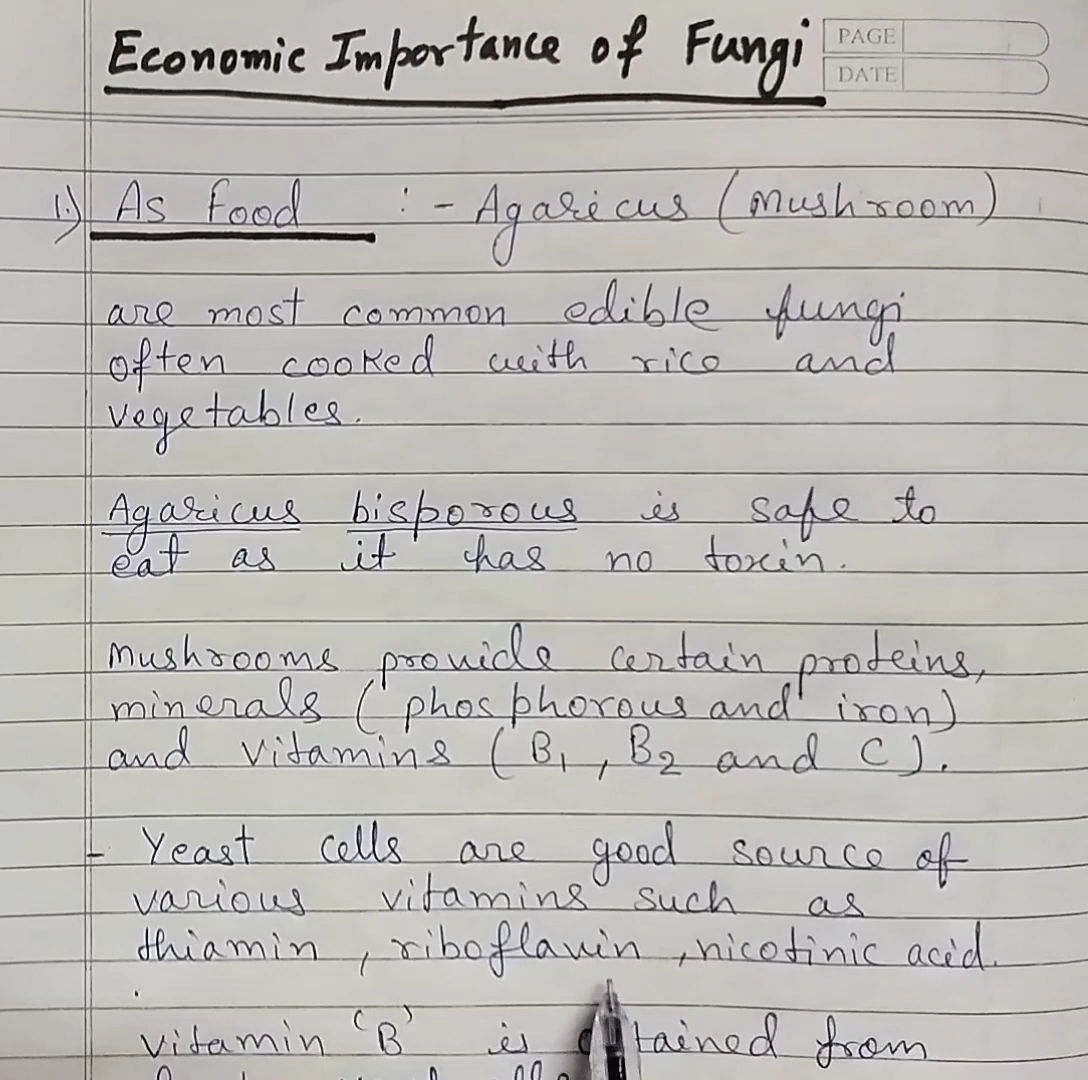 Economic Importance of Fungi
PAGE
DATE
1.) As food :- Agaricus (Mushroom)
are most common edible fungi
often cooked with rice and
vegetables.
Agaricus bisporous is safe to
eat as it has no toxin.
Mushrooms provide certain proteins,
minerals (phosphorous and iron)
and vitamins (B1, B2 and C).
- Yeast cells are good source of
various vitamins such as
thiamin, riboflavin, nicotinic acid.
vitamin 'B' is from